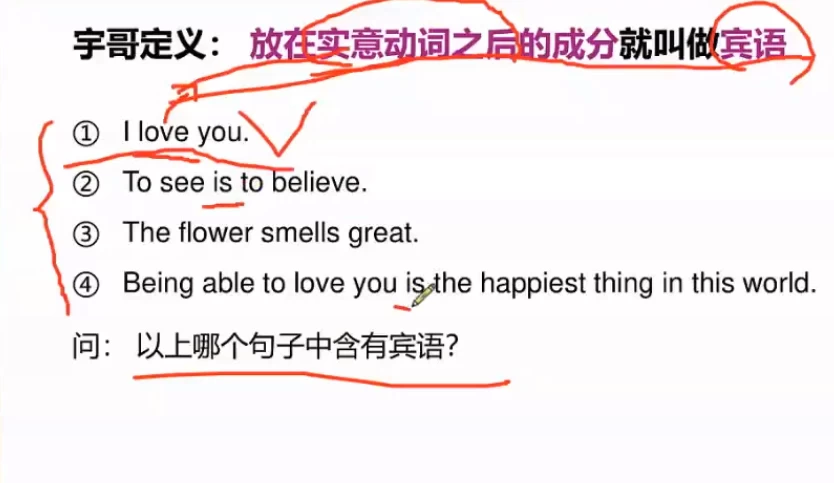 宇哥定义： 放在实意动词之后的成分就叫做宾语
① I love you.
② To see is to believe.
③ The flower smells great.
④ Being able to love you is the happiest thing in this world.
问： 以上哪个句子中含有宾语？